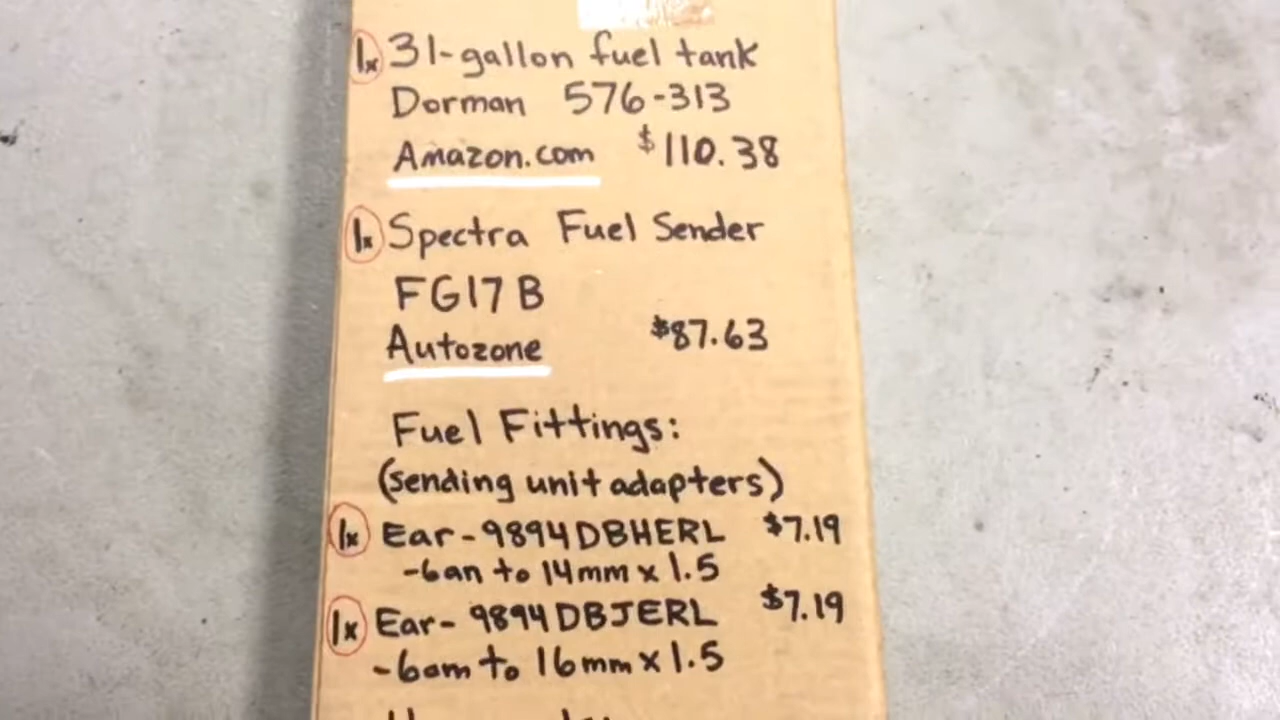 1x 31-gallon fuel tank
Dorman 576-313
Amazon.com $110.38
1x Spectra Fuel Sender
FG17B
Autozone $87.63
Fuel Fittings:
(sending unit adapters)
1x Ear-9894DBHERL $7.19
-6an to 14mm x 1.5
1x Ear-9894DBJERL $7.19
-6an to 16mm x 1.5